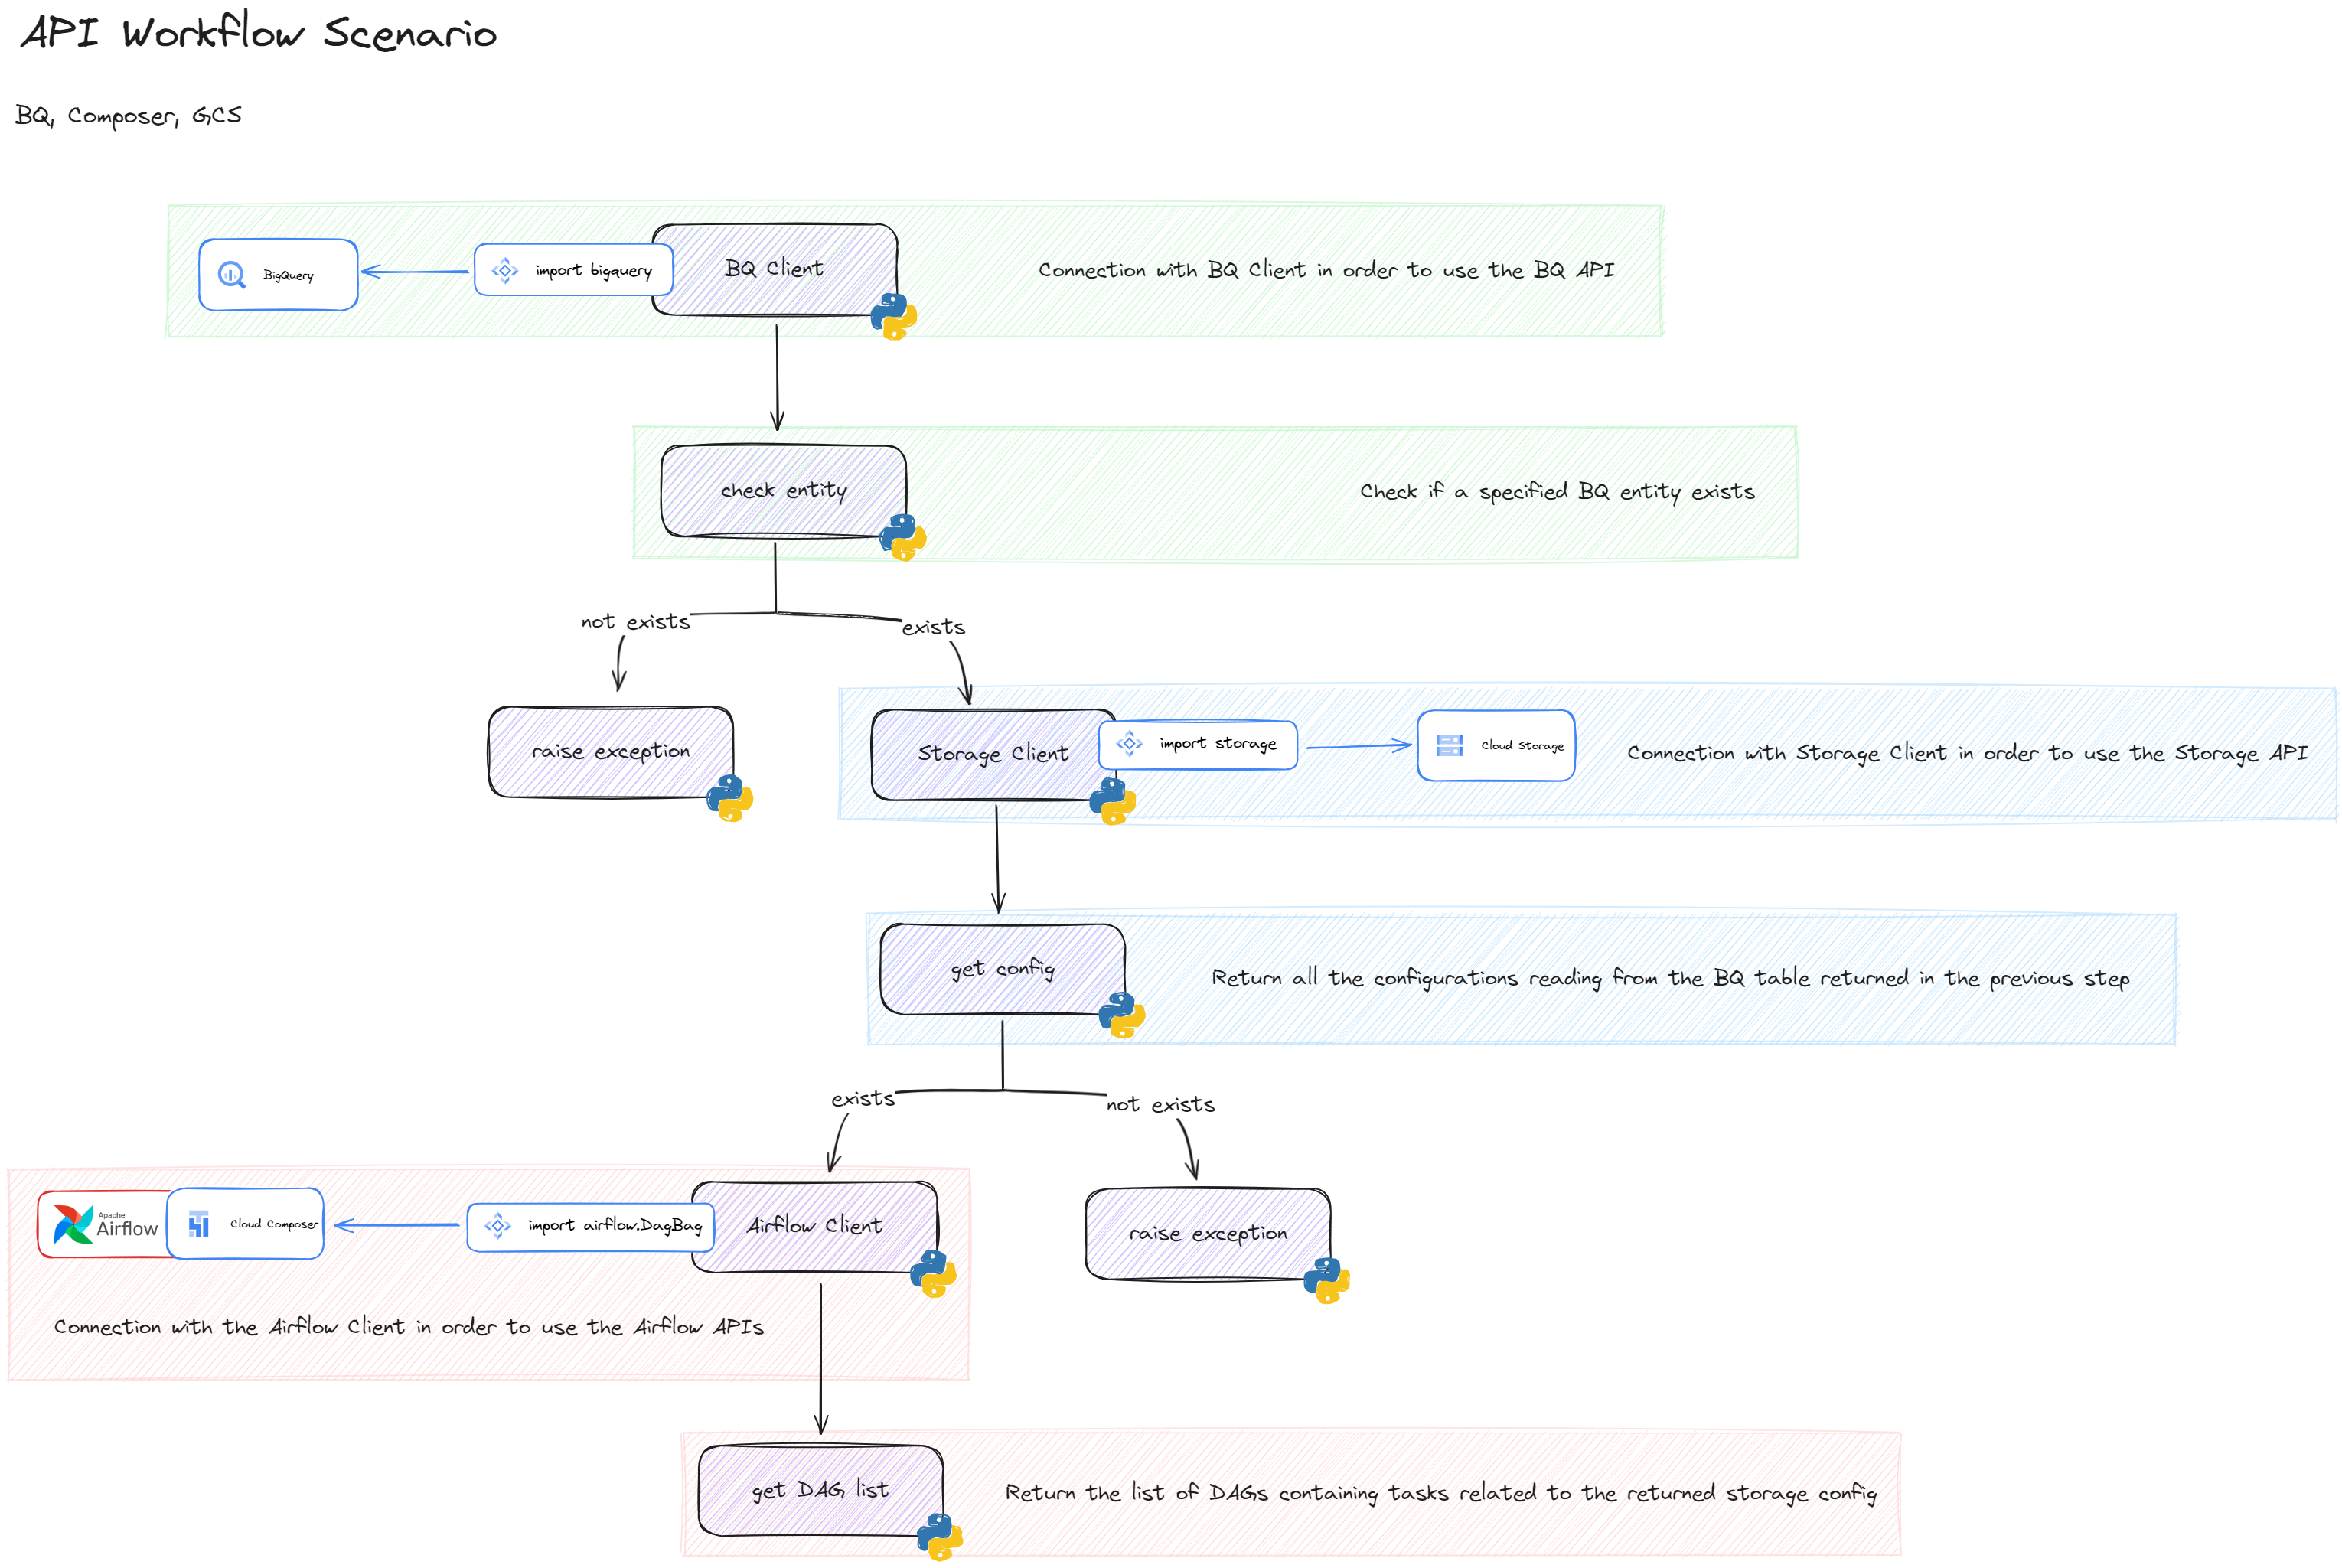 API Workflow Scenario
BQ, Composer, GCS
BigQuery
import bigquery
BQ Client
Connection with BQ Client in order to use the BQ API
check entity
Check if a specified BQ entity exists
not exists
exists
raise exception
Storage Client
import storage
Cloud Storage
Connection with Storage Client in order to use the Storage API
get config
Return all the configurations reading from the BQ table returned in the previous step
exists
not exists
Apache
Airflow
Cloud Composer
import airflow.DagBag
Airflow Client
raise exception
Connection with the Airflow Client in order to use the Airflow APIs
get DAG list
Return the list of DAGs containing tasks related to the returned storage config